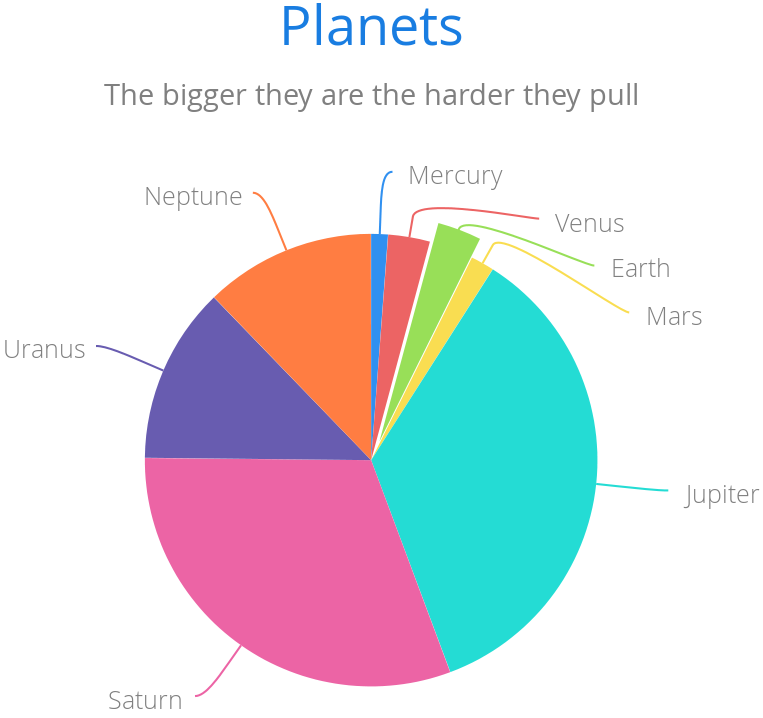 Planets
The bigger they are the harder they pull
Mercury
Neptune
Venus
Earth
Mars
Uranus
Jupiter
Saturn